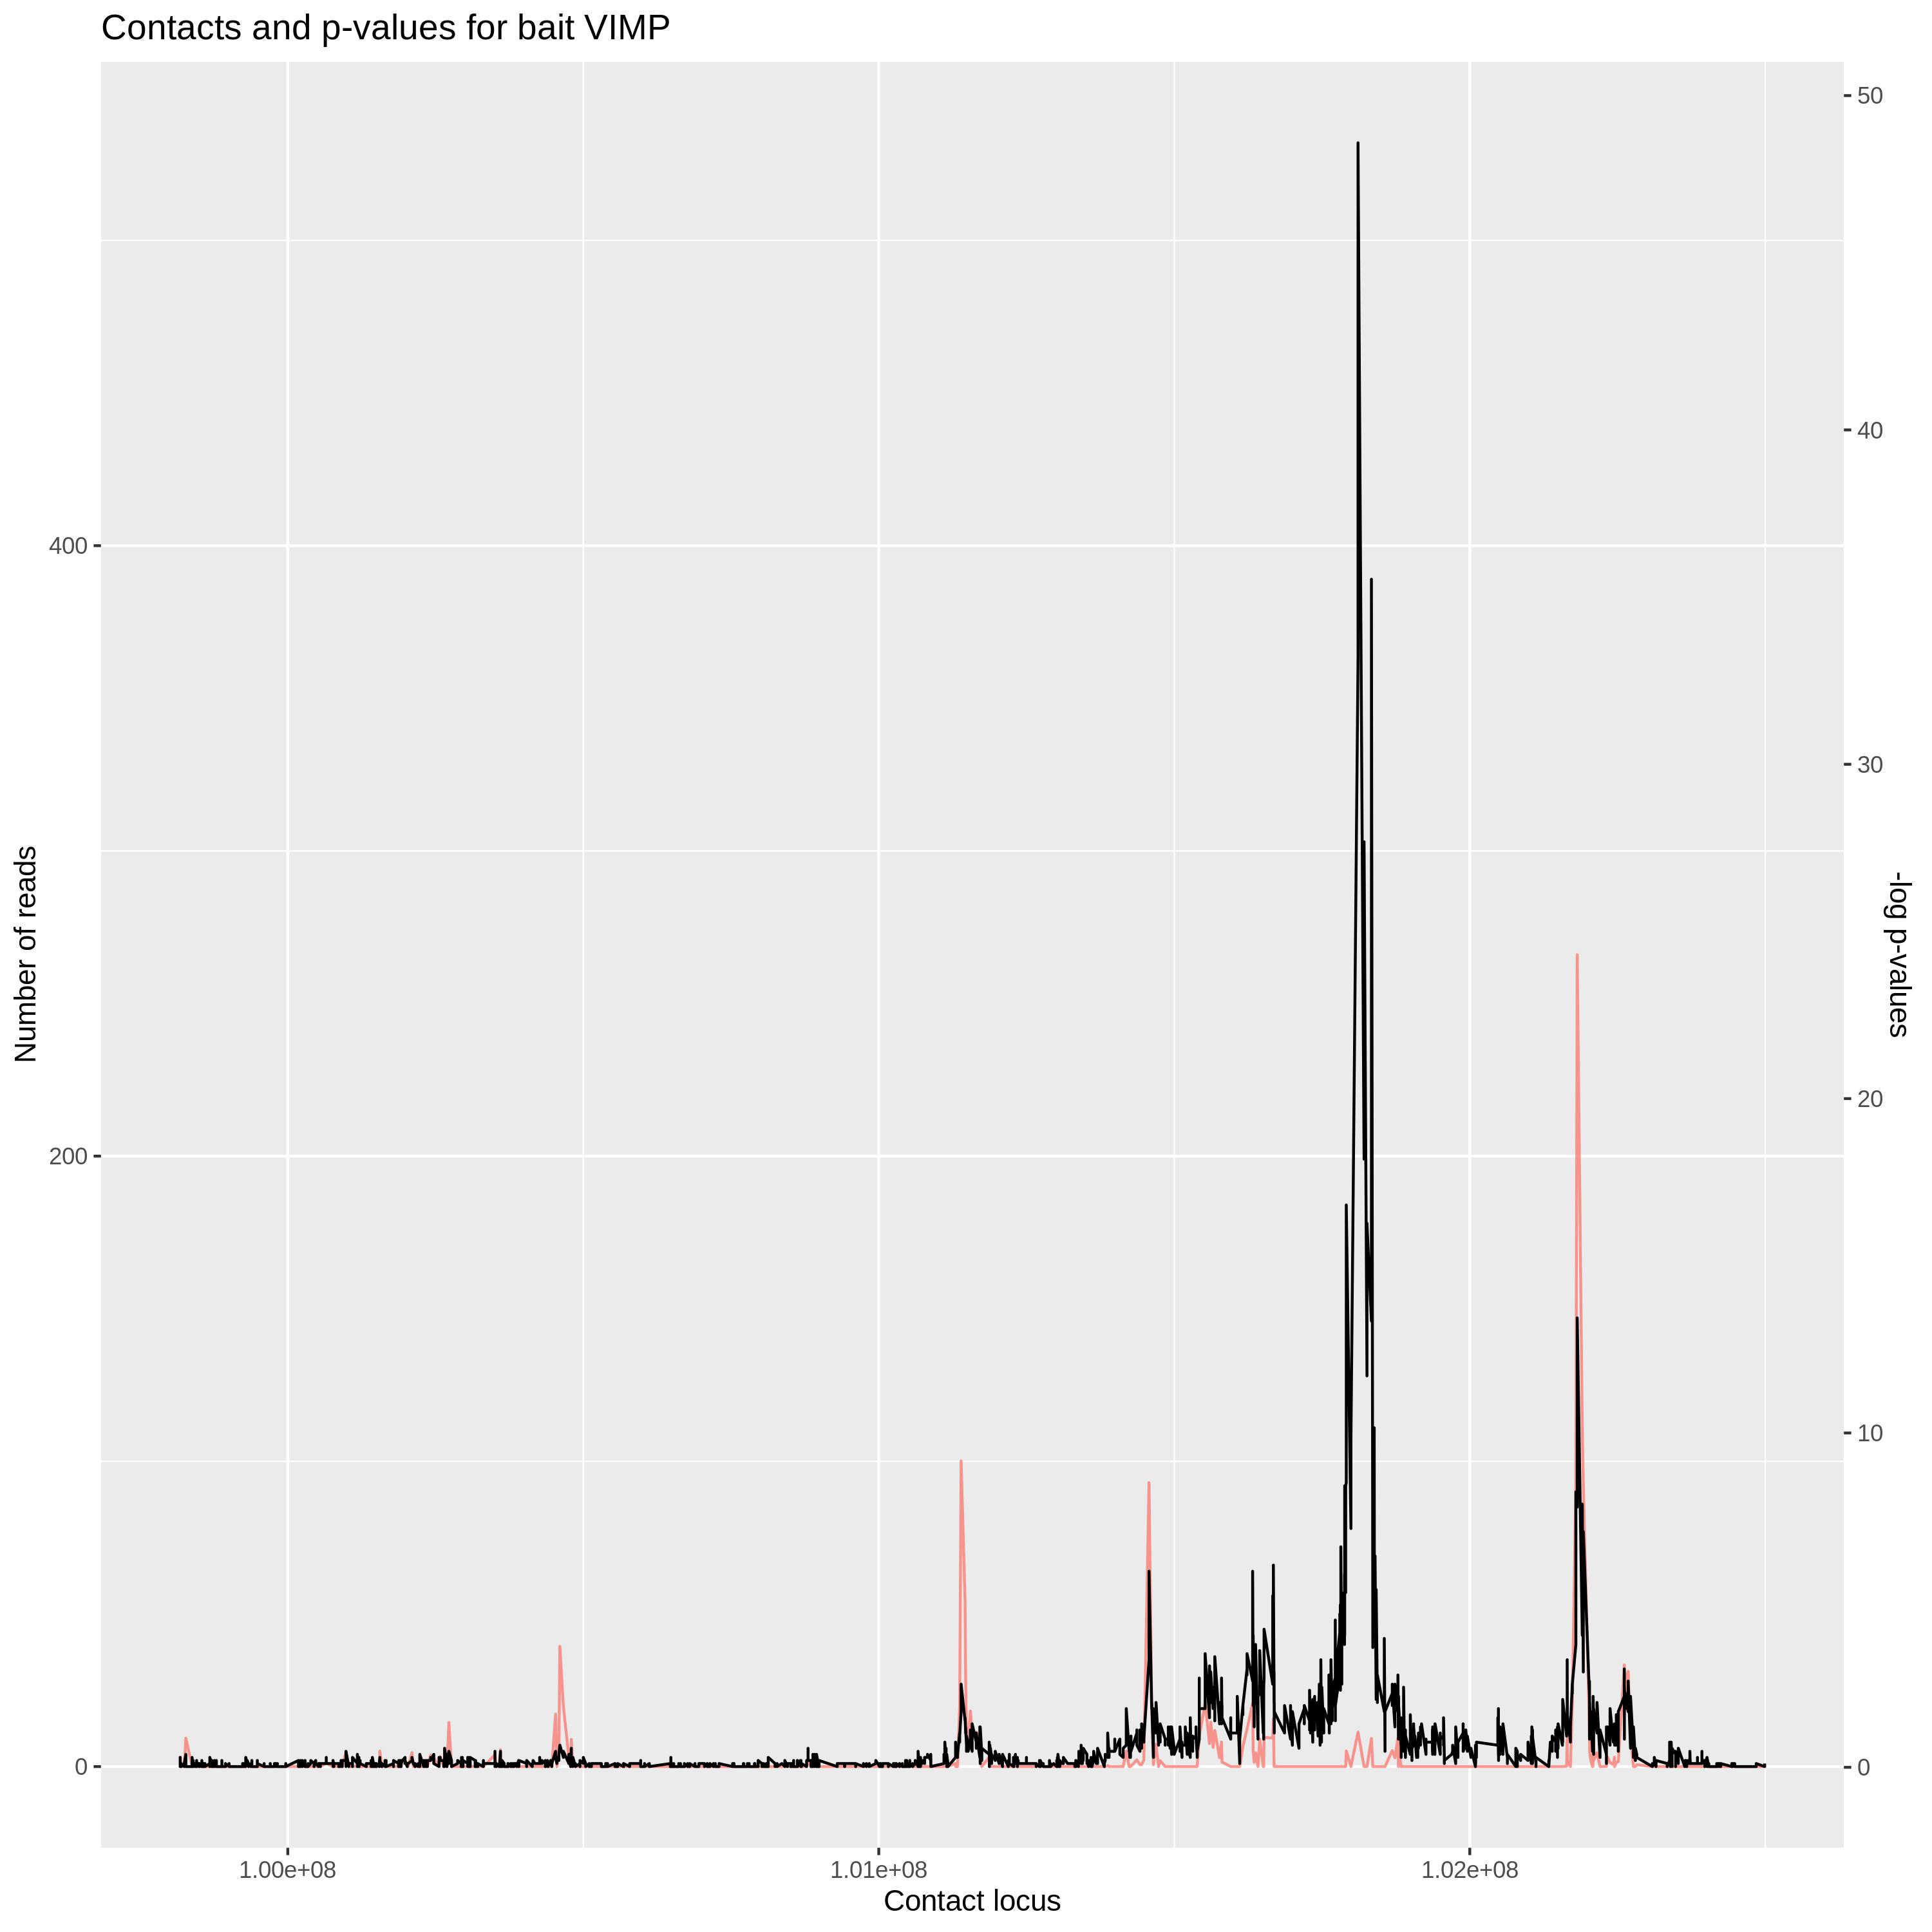 Contacts and p-values for bait VIMP
50
40
400
30
Number of reads
-log p-values
20
200
10
0
0
1.00e+08
1.01e+08
1.02e+08
Contact locus